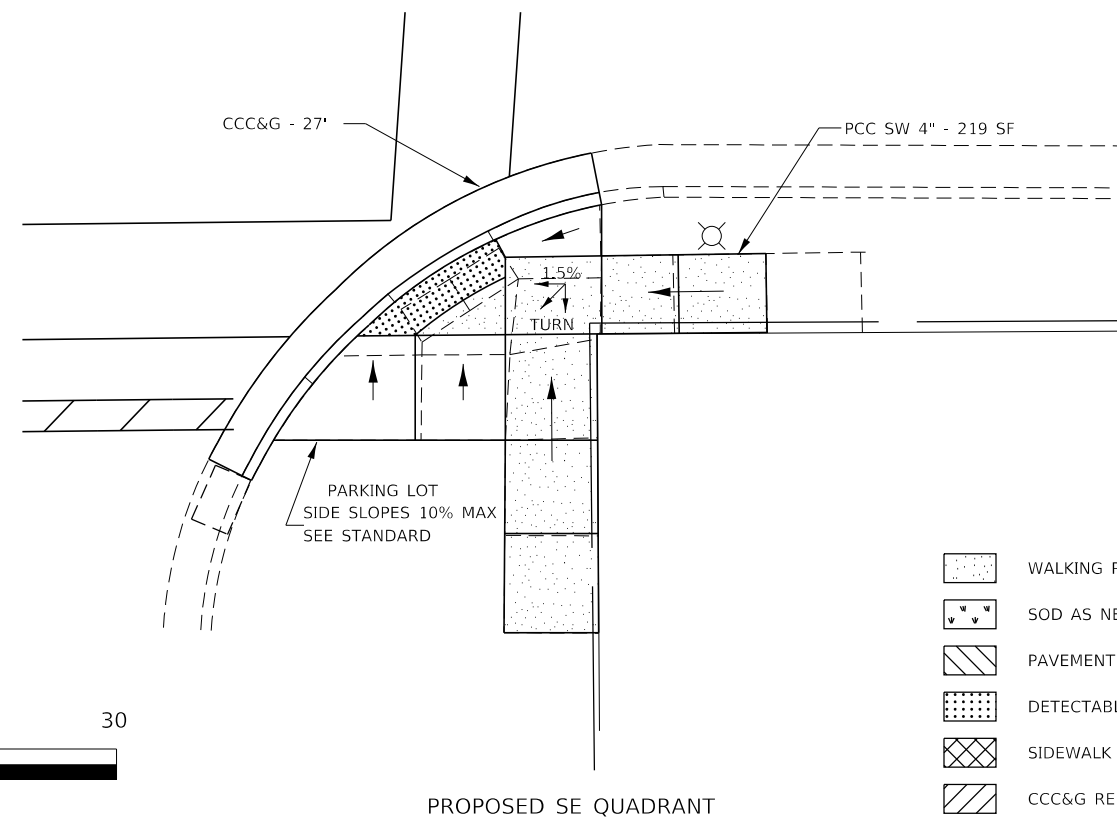 CCC&G - 27'
PCC SW 4" - 219 SF
1.5%
TURN
PARKING LOT
SIDE SLOPES 10% MAX
SEE STANDARD
WALKING
SOD AS
PAVEMENT
SIDEWALK
CCC&G
30
PROPOSED SE QUADRANT